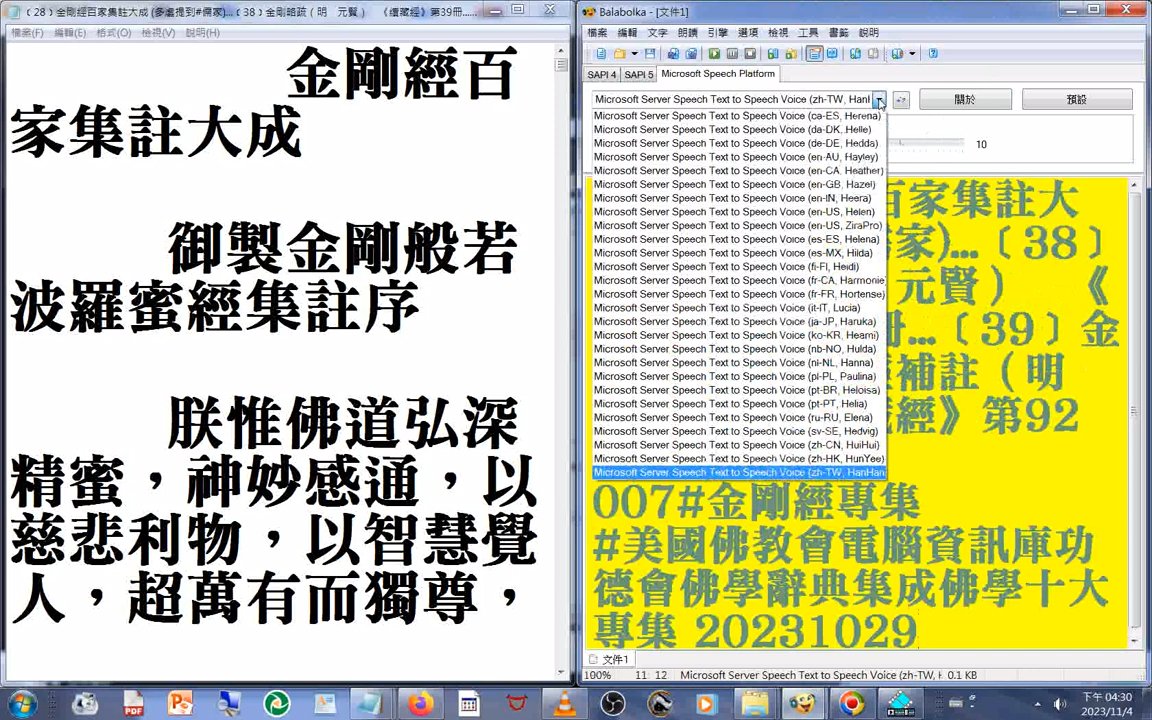 (28) 金剛經百家集註大成 (多處提到#儒家)...
檔案(F) 編輯(E) 格式(O) 檢視(V) 說明(H)
金剛經百
家集註大成
御製金剛般若
波羅蜜經集註序
朕惟佛道弘深
精蜜，神妙感通，以
慈悲利物，以智慧覺
人，超萬有而獨尊，
Balabolka - [文件1]
檔案 編輯 文字 朗讀 引擎 選項 檢視 工具 書籤 說明
SAPI 4 SAPI 5 Microsoft Speech Platform
Microsoft Server Speech Text to Speech Voice (zh-TW, Hanl
關於
預設
10
Microsoft Server Speech Text to Speech Voice (ca-ES, Herena)
Microsoft Server Speech Text to Speech Voice (da-DK, Helle)
Microsoft Server Speech Text to Speech Voice (de-DE, Hedda)
Microsoft Server Speech Text to Speech Voice (en-AU, Hayley)
Microsoft Server Speech Text to Speech Voice (en-CA, Heather)
Microsoft Server Speech Text to Speech Voice (en-GB, Hazel)
Microsoft Server Speech Text to Speech Voice (en-IN, Heera)
Microsoft Server Speech Text to Speech Voice (en-US, Helen)
Microsoft Server Speech Text to Speech Voice (en-US, ZiraPro)
Microsoft Server Speech Text to Speech Voice (es-ES, Helena)
Microsoft Server Speech Text to Speech Voice (es-MX, Hilda)
Microsoft Server Speech Text to Speech Voice (fi-FI, Heidi)
Microsoft Server Speech Text to Speech Voice (fr-CA, Harmonie)
Microsoft Server Speech Text to Speech Voice (fr-FR, Hortense)
Microsoft Server Speech Text to Speech Voice (it-IT, Lucia)
Microsoft Server Speech Text to Speech Voice (ja-JP, Haruka)
Microsoft Server Speech Text to Speech Voice (ko-KR, Heami)
Microsoft Server Speech Text to Speech Voice (nb-NO, Hulda)
Microsoft Server Speech Text to Speech Voice (nl-NL, Hanna)
Microsoft Server Speech Text to Speech Voice (pl-PL, Paulina)
Microsoft Server Speech Text to Speech Voice (pt-BR, Heloisa)
Microsoft Server Speech Text to Speech Voice (pt-PT, Helia)
Microsoft Server Speech Text to Speech Voice (ru-RU, Elena)
Microsoft Server Speech Text to Speech Voice (sv-SE, Hedvig)
Microsoft Server Speech Text to Speech Voice (zh-CN, HuiHui)
Microsoft Server Speech Text to Speech Voice (zh-HK, HunYee)
Microsoft Server Speech Text to Speech Voice (zh-TW, HanHan
百家集註大
家)...〔38〕
元賢）　《
冊...〔39〕金
補註（明
藏經》第92
007#金剛經專集
#美國佛教會電腦資訊庫功
德會佛學辭典集成佛學十大
專集 20231029
文件1
100% 11 : 12 Microsoft Server Speech Text to Speech Voice (zh-TW, H 0.1 KB
下午 04:30
2023/11/4